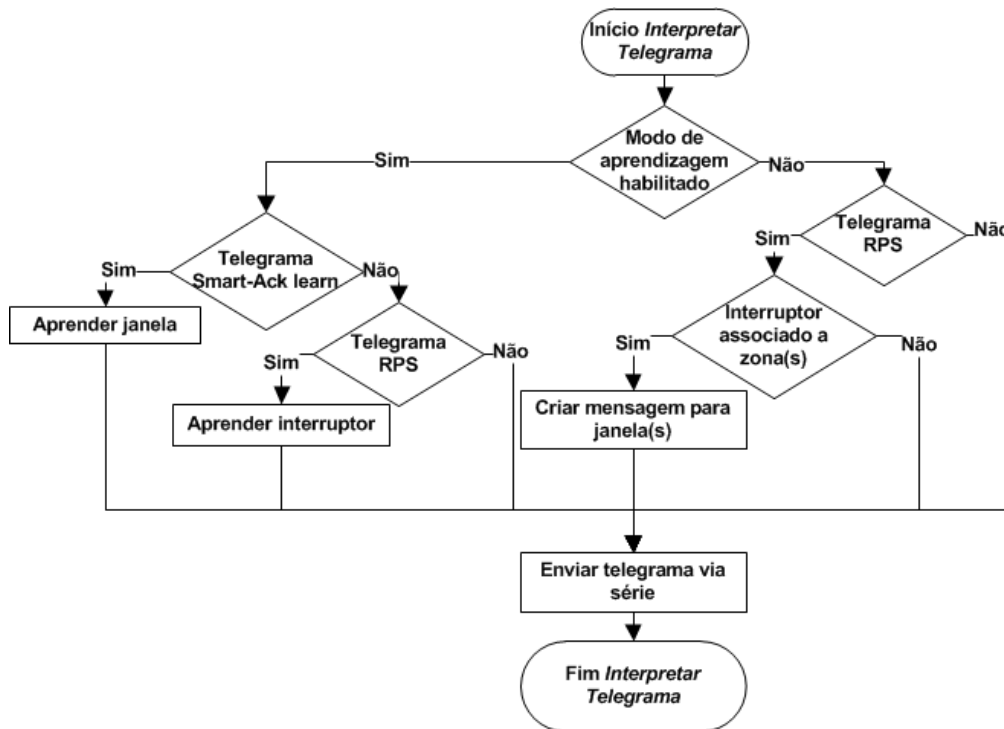 Início Interpretar
Telegrama
Modo de
aprendizagem
habilitado
Sim
Não
Telegrama
RPS
Sim
Não
Telegrama
Smart-Ack learn
Sim
Não
Aprender janela
Interruptor
associado a
zona(s)
Sim
Não
Telegrama
RPS
Sim
Não
Criar mensagem para
janela(s)
Aprender interruptor
Enviar telegrama via
série
Fim Interpretar
Telegrama